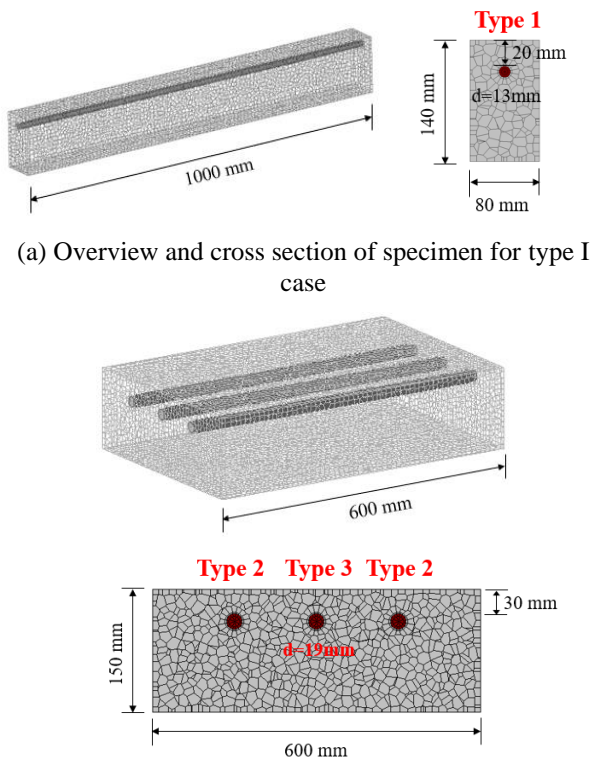 Type 1
20 mm
d=13mm
140 mm
1000 mm
80 mm
(a) Overview and cross section of specimen for type I
case
600 mm
Type 2 Type 3 Type 2
30 mm
d=19mm
150 mm
600 mm